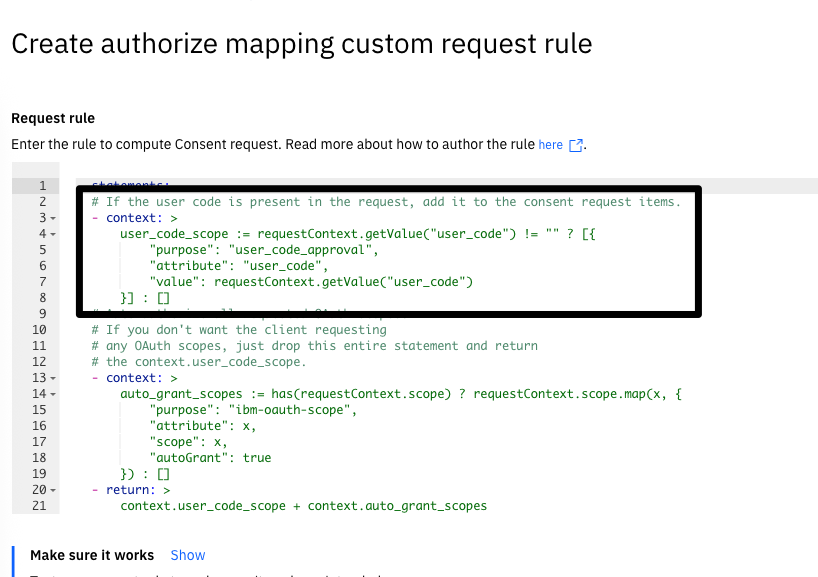 Create authorize mapping custom request rule
Request rule
Enter the rule to compute Consent request. Read more about how to author the rule here.
1 statements:
2 # If the user code is present in the request, add it to the consent request items.
3 - context: >
4 user_code_scope := requestContext.getValue("user_code") != "" ? [{
5 "purpose": "user_code_approval",
6 "attribute": "user_code",
7 "value": requestContext.getValue("user_code")
8 }] : []
9 #
10 # If you don't want the client requesting
11 # any OAuth scopes, just drop this entire statement and return
12 # the context.user_code_scope.
13 - context: >
14 auto_grant_scopes := has(requestContext.scope) ? requestContext.scope.map(x, {
15 "purpose": "ibm-oauth-scope",
16 "attribute": x,
17 "scope": x,
18 "autoGrant": true
19 }) : []
20 - return: >
21 context.user_code_scope + context.auto_grant_scopes
Make sure it works Show